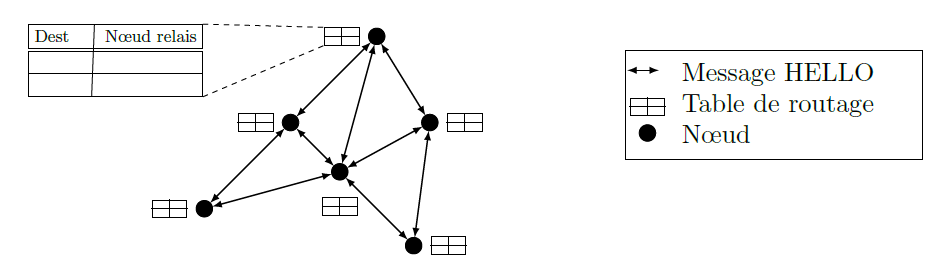 Dest Nœud relais
Message HELLO
Table de routage
Nœud